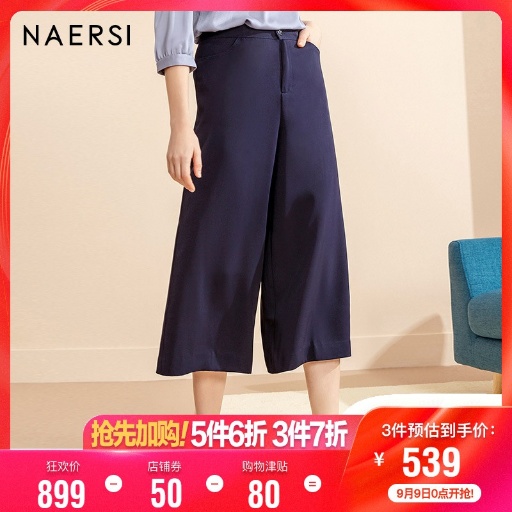 NAERSI
抢先加购! 5件6折 3件7折
3件预估到手价:
¥ 539
9月9日0点开抢!
狂欢价 店铺券 购物津贴
899 - 50 - 80 =